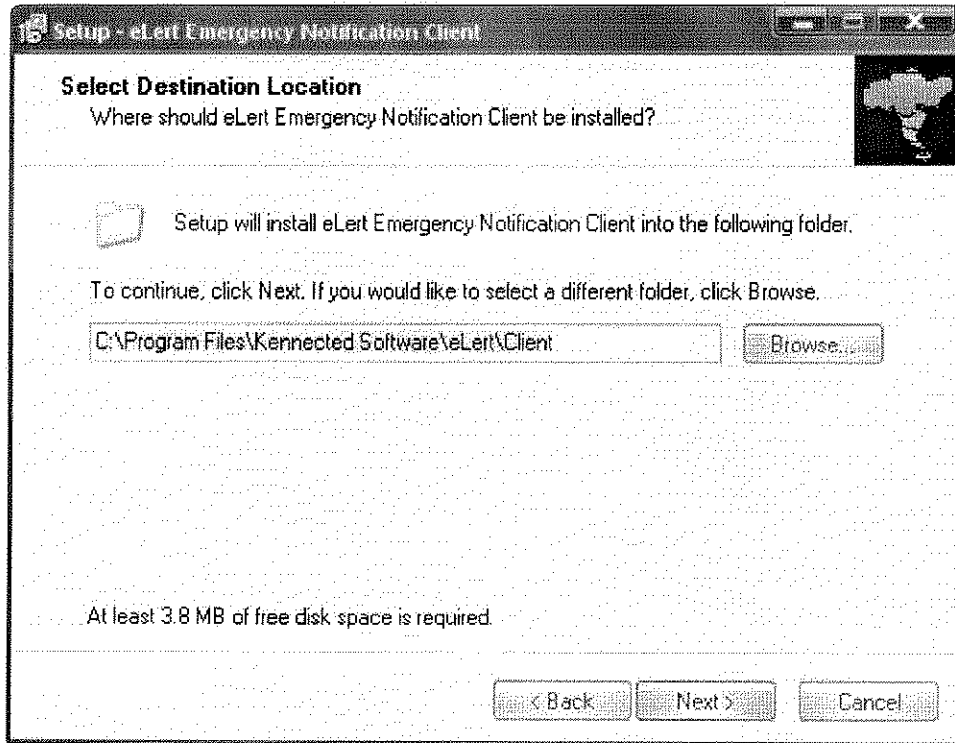 Setup - eLert Emergency Notification Client
Select Destination Location
Where should eLert Emergency Notification Client be installed?
Setup will install eLert Emergency Notification Client into the following folder.
To continue, click Next. If you would like to select a different folder, click Browse.
C:\Program Files\Kennected Software\eLert\Client
Browse...
At least 3.8 MB of free disk space is required.
< Back
Next >
Cancel